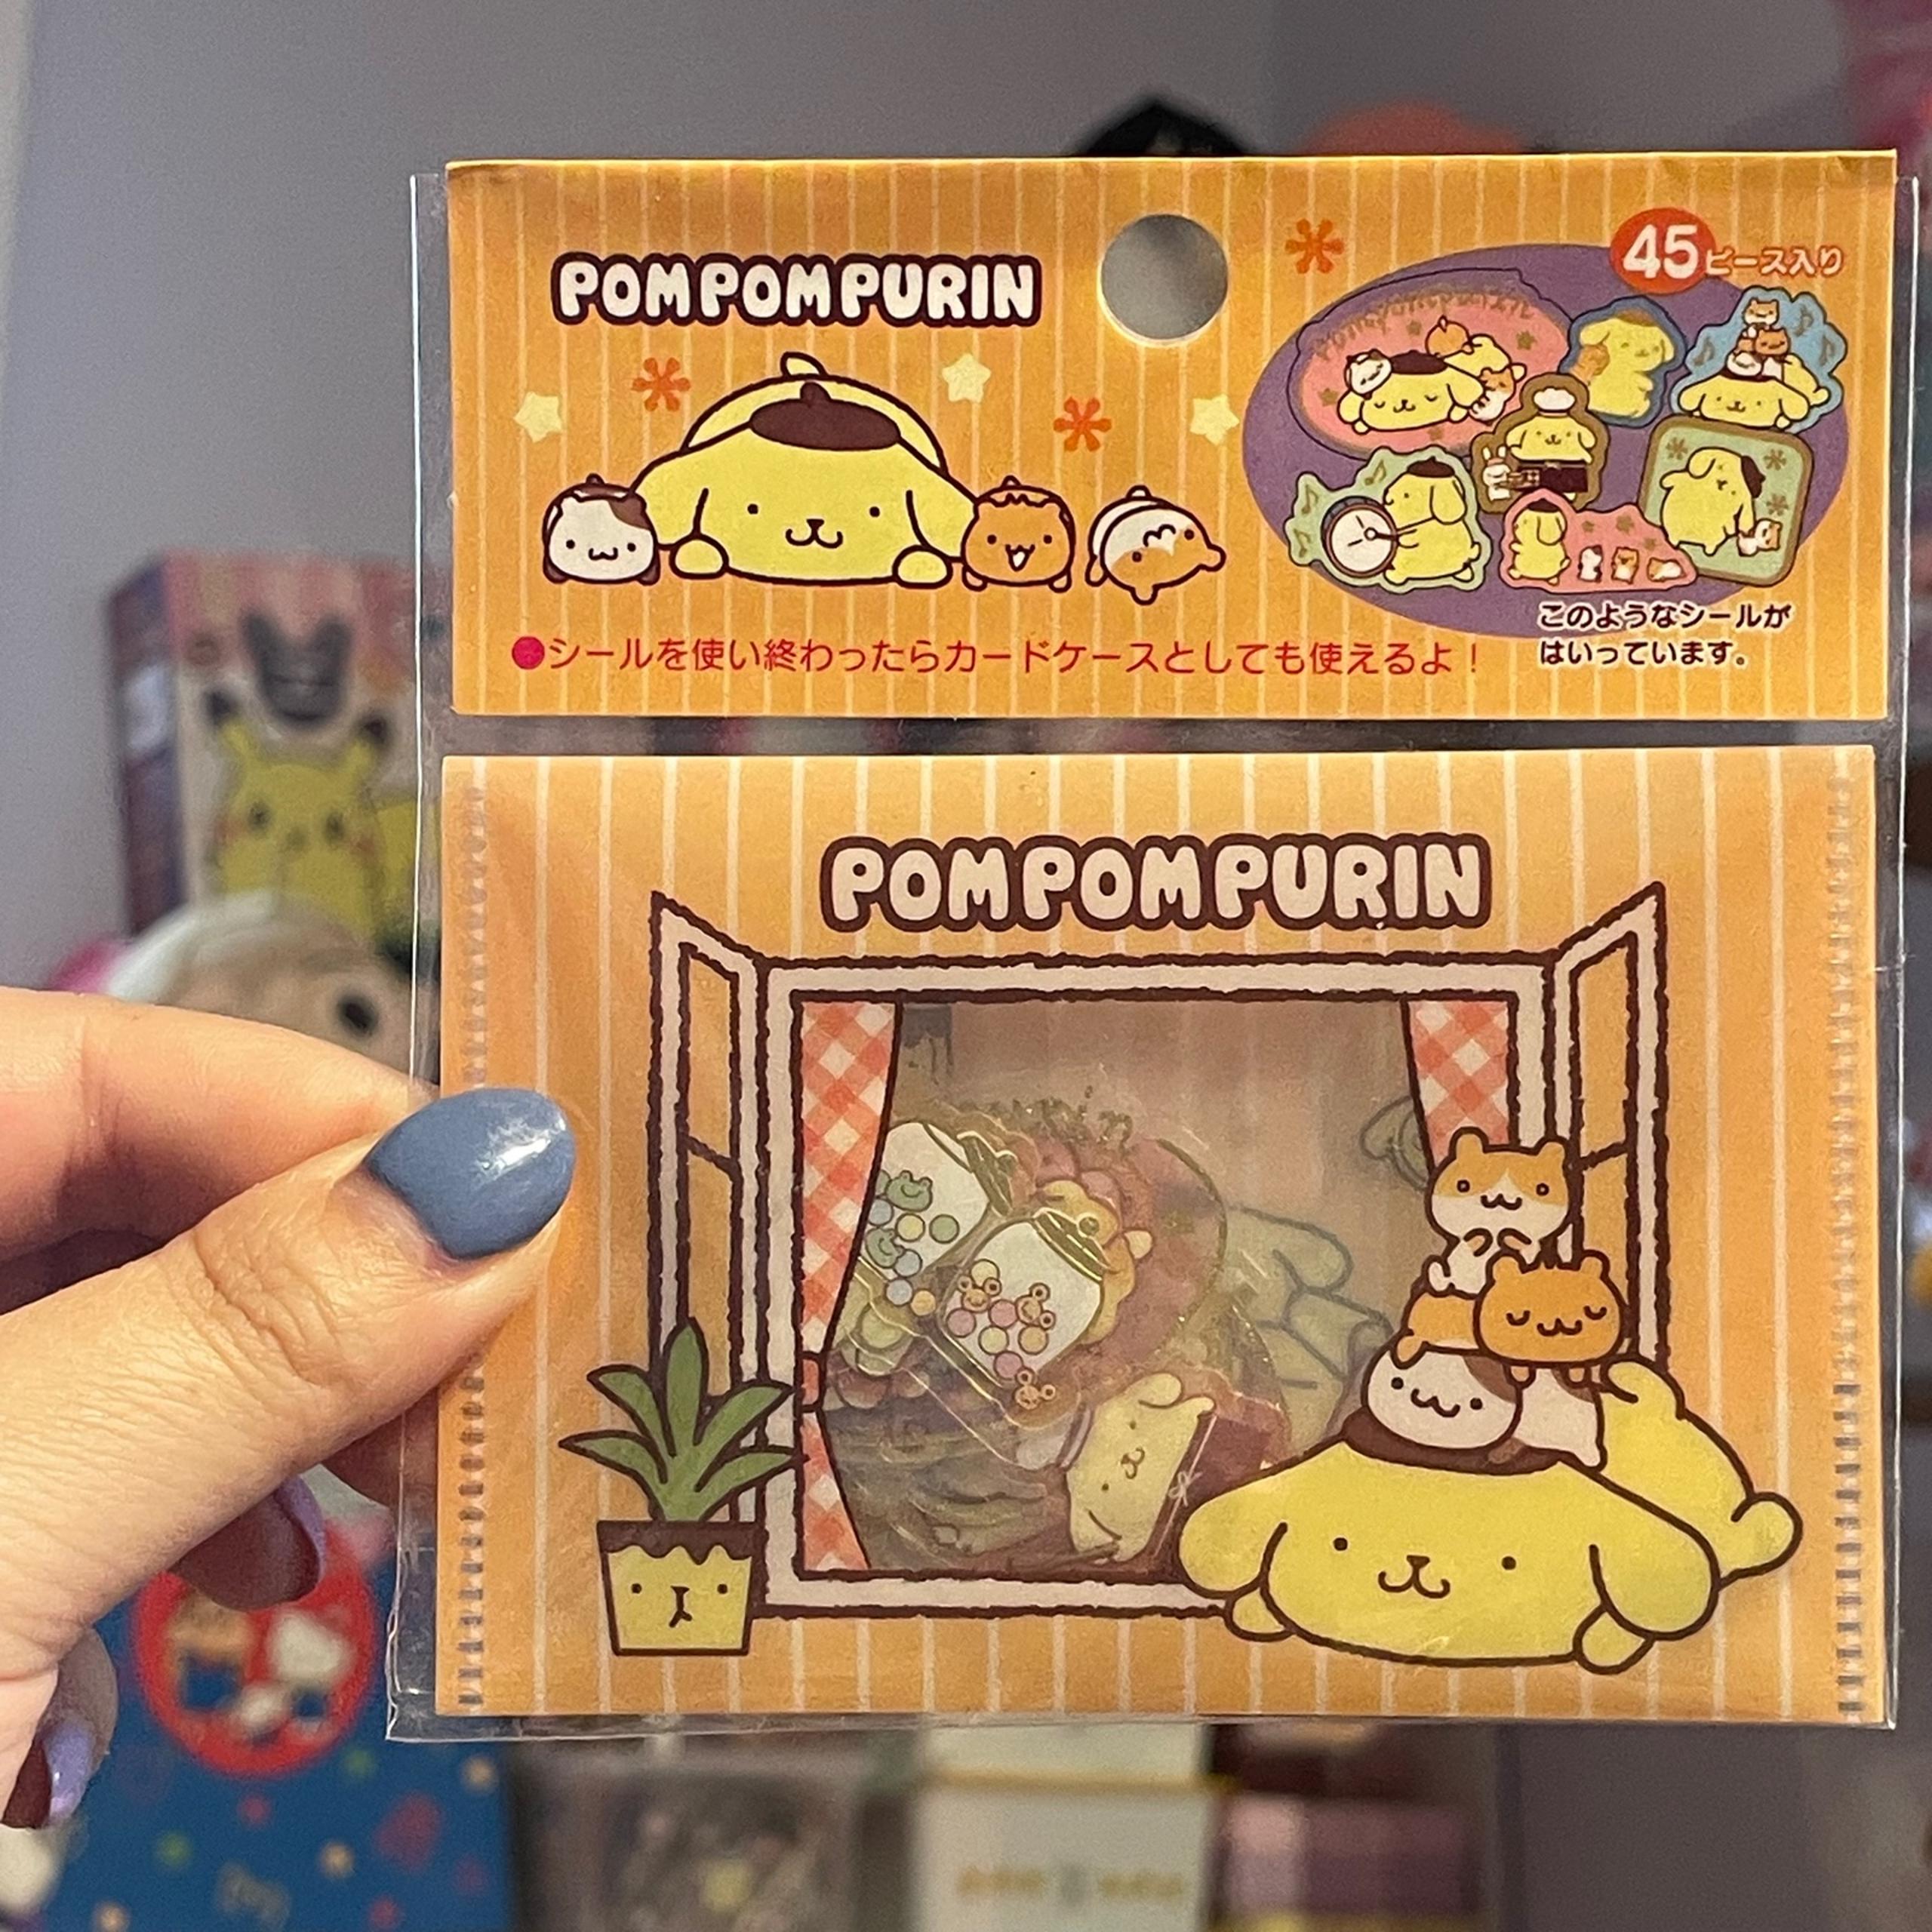 POMPOMPURIN
45ピース入り
このようなシールが
はいっています。
●シールを使い終わったらカードケースとしても使えるよ！
POMPOMPURIN